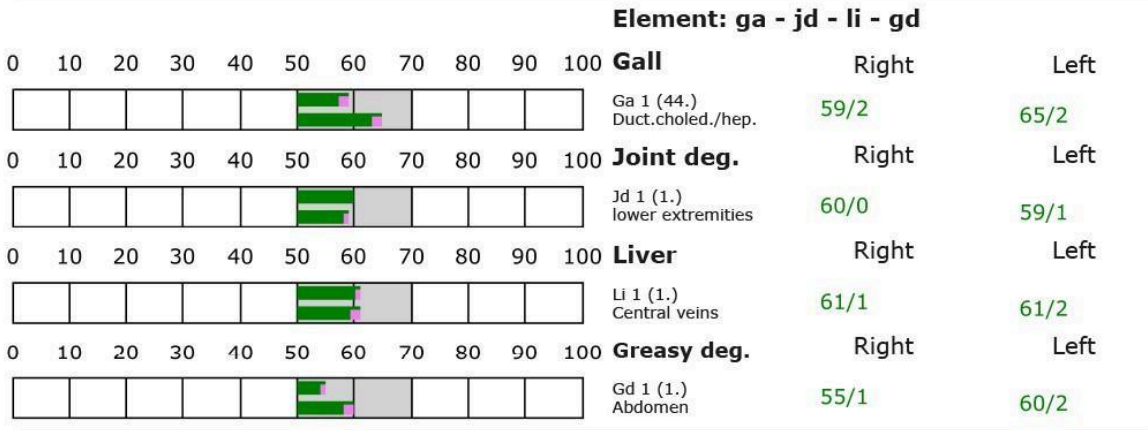 Element: ga - jd - li - gd
0 10 20 30 40 50 60 70 80 90 100 Gall Right Left
Ga 1 (44.)
Duct.choled./hep. 59/2 65/2
0 10 20 30 40 50 60 70 80 90 100 Joint deg. Right Left
Jd 1 (1.)
lower extremities 60/0 59/1
0 10 20 30 40 50 60 70 80 90 100 Liver Right Left
Li 1 (1.)
Central veins 61/1 61/2
0 10 20 30 40 50 60 70 80 90 100 Greasy deg. Right Left
Gd 1 (1.)
Abdomen 55/1 60/2